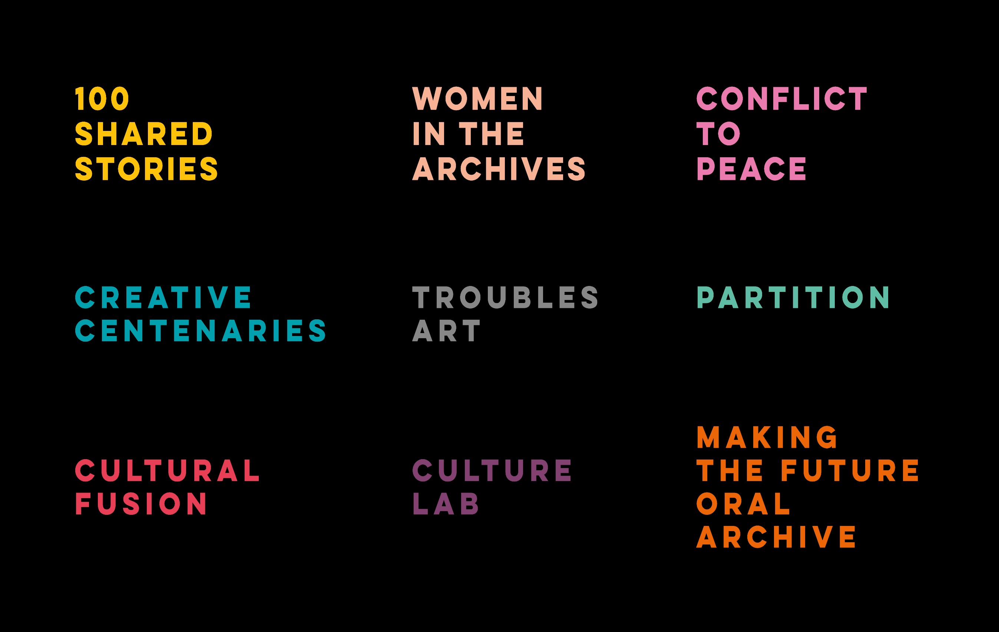 100
SHARED
STORIES
WOMEN
IN THE
ARCHIVES
CONFLICT
TO
PEACE
CREATIVE
CENTENARIES
TROUBLES
ART
PARTITION
CULTURAL
FUSION
CULTURE
LAB
MAKING
THE FUTURE
ORAL
ARCHIVE